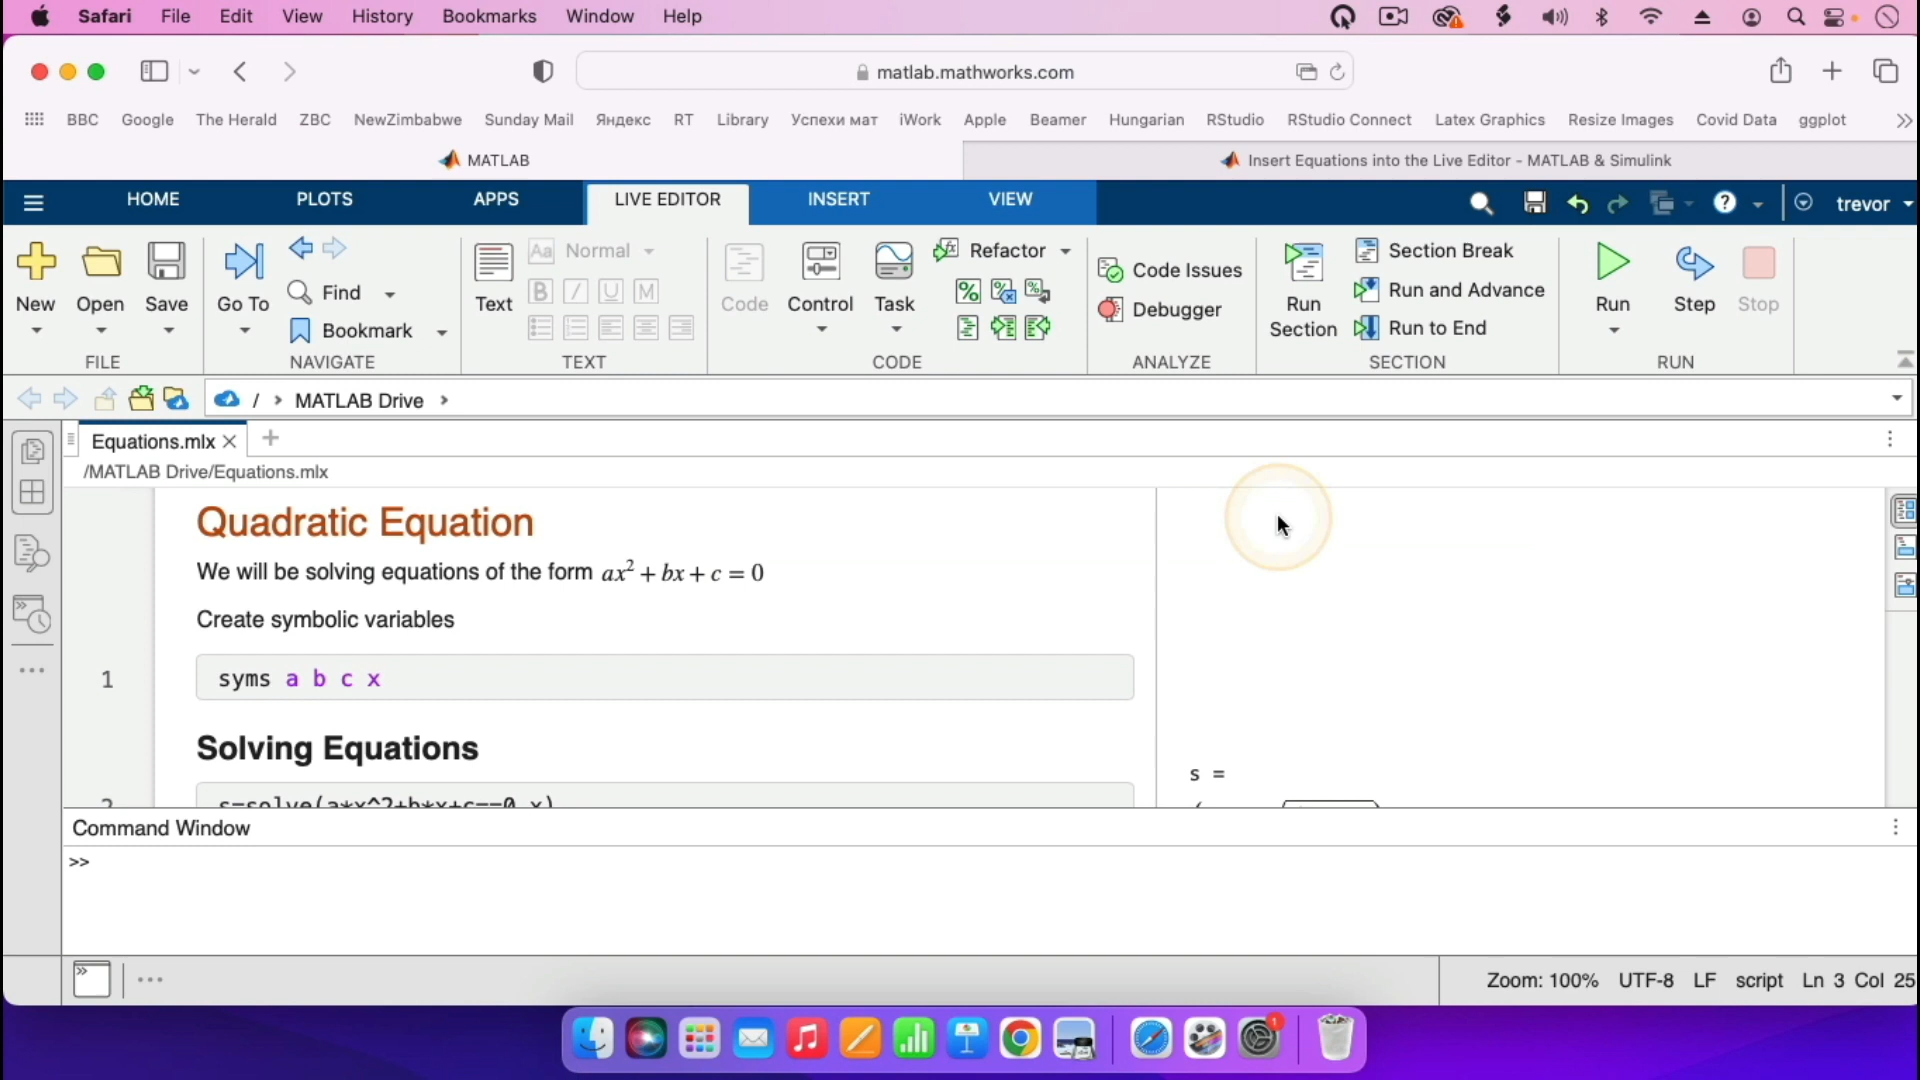 Safari File Edit View History Bookmarks Window Help
matlab.mathworks.com
BBC Google The Herald ZBC NewZimbabwe Sunday Mail Яндекс RT Library Успехи мат iWork Apple Beamer Hungarian RStudio RStudio Connect Latex Graphics Resize Images Covid Data ggplot
MATLAB Insert Equations into the Live Editor - MATLAB & Simulink
HOME PLOTS APPS LIVE EDITOR INSERT VIEW trevor
New Open Save Go To Find Bookmark Text Normal Code Control Task Refactor Code Issues Debugger Run Section Section Break Run and Advance Run to End Run Step Stop
FILE NAVIGATE TEXT CODE ANALYZE SECTION RUN
/ > MATLAB Drive >
Equations.mlx
/MATLAB Drive/Equations.mlx
Quadratic Equation
We will be solving equations of the form ax² + bx + c = 0
Create symbolic variables
1 syms a b c x
Solving Equations
s =
2 s=solve(a*x^2+b*x+c==0,x)
Command Window
>>
Zoom: 100% UTF-8 LF script Ln 3 Col 25